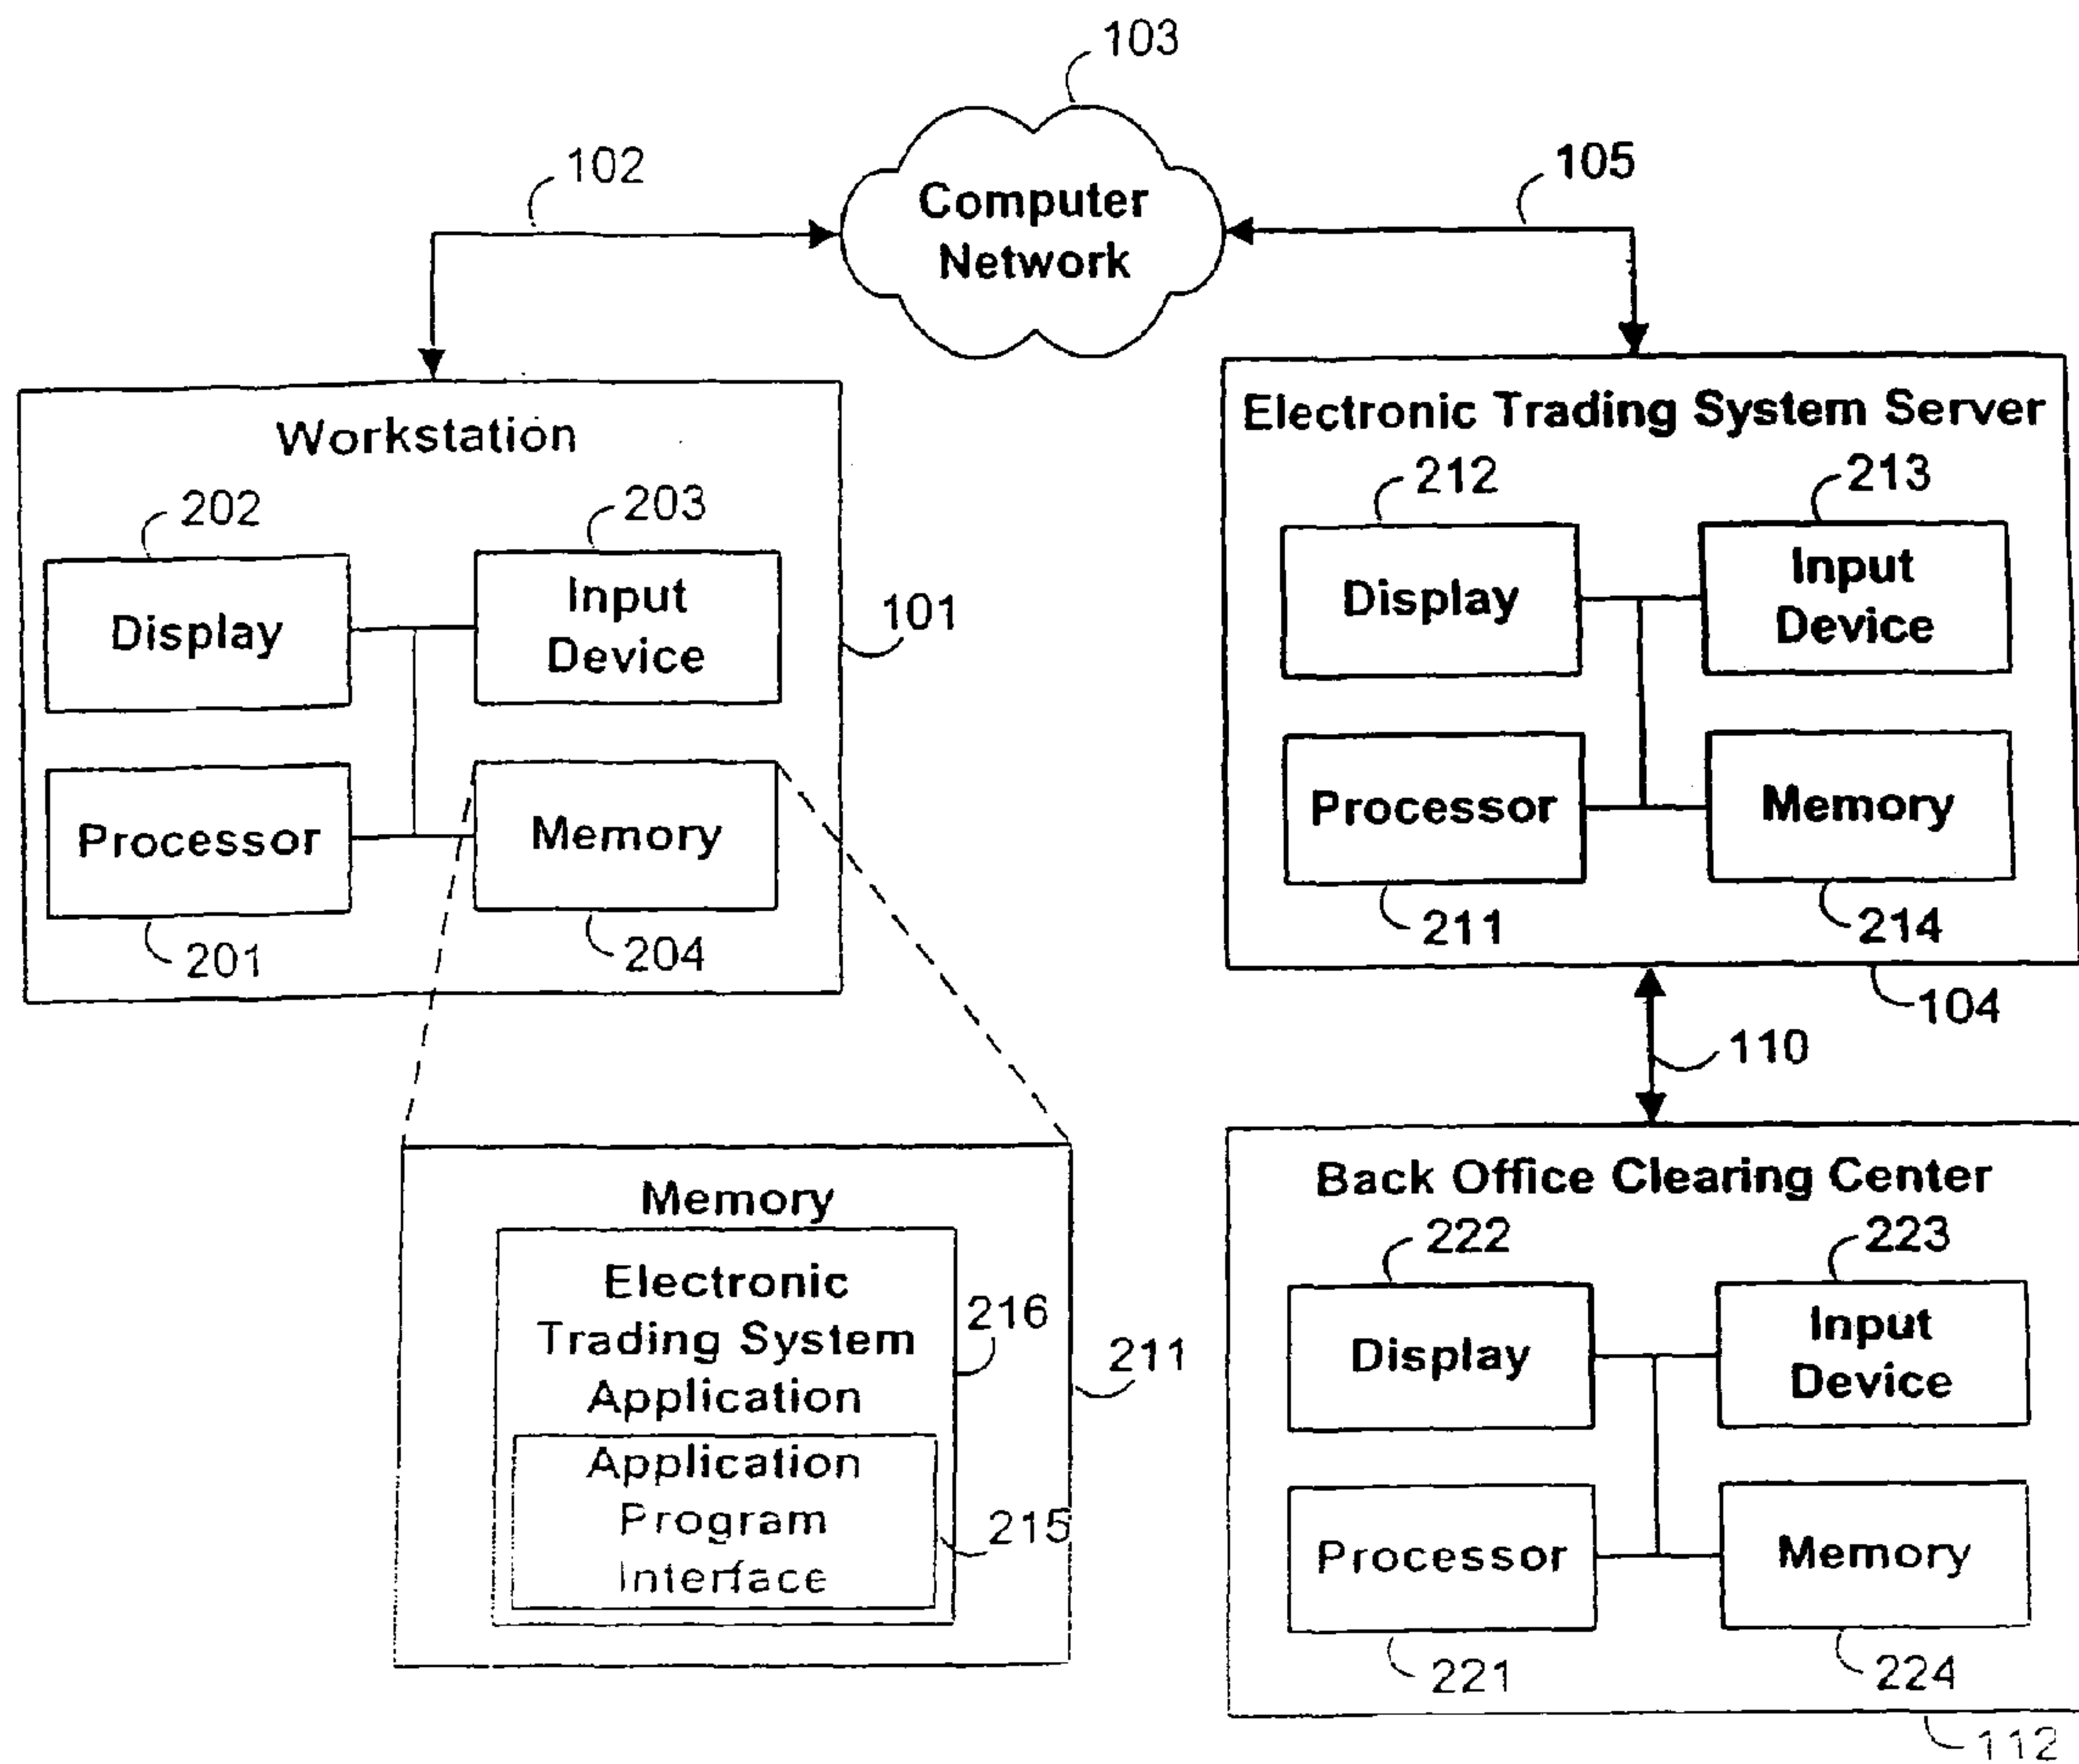 103
102
Computer
Network
105
Workstation
202
203
Display
Input
Device
101
Processor
Memory
201
204
Electronic Trading System Server
212
213
Display
Input
Device
Processor
Memory
211
214
104
110
Memory
Electronic
Trading System
Application
216
211
Application
Program
Interface
215
Back Office Clearing Center
222
223
Display
Input
Device
Processor
Memory
221
224
112